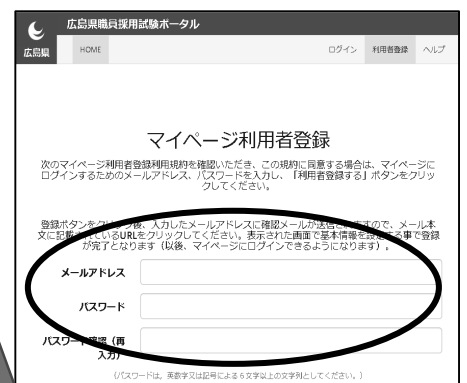 広島県職員採用試験ポータル
広島県 HOME ログイン 利用者登録 ヘルプ
マイページ利用者登録
次のマイページ利用者登録利用規約を確認いただき、この規約に同意する場合は、マイページに
ログインするためのメールアドレス、パスワードを入力し、「利用者登録する」ボタンをクリッ
クしてください。
登録ボタンをクリック後、入力したメールアドレスに確認メールが送信されますので、メール本
文に記載されているURLをクリックしてください。表示された画面で基本情報を設定する事で登録
が完了となります（以後、マイページにログインできるようになります）。
メールアドレス
パスワード
パスワード確認（再
入力）
（パスワードは、英数字又は記号による６文字以上の文字列としてください。）